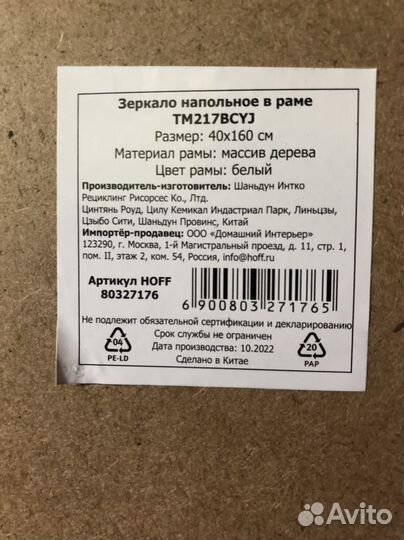 Зеркало напольное в раме
TM217BCYJ
Размер: 40x160 см
Материал рамы: массив дерева
Цвет рамы: белый
Производитель-изготовитель: Шаньдун Интко
Рециклинг Рисорсес Ко., Лтд.
Цинтянь Роуд, Цилу Кемикал Индастриал Парк, Линьцзы,
Цзыбо Сити, Шаньдун Провинс, Китай
Импортёр-продавец: ООО «Домашний Интерьер»
123290, г. Москва, 1-й Магистральный проезд, д. 11, стр. 1,
пом. II, этаж 2, ком. 54, Россия, info@hoff.ru
Артикул HOFF
80327176
6 900803 271765
Не подлежит обязательной сертификации и декларированию
Срок службы не ограничен
Дата производства: 10.2022
Сделано в Китае
04
PE-LD
20
PAP
Avito